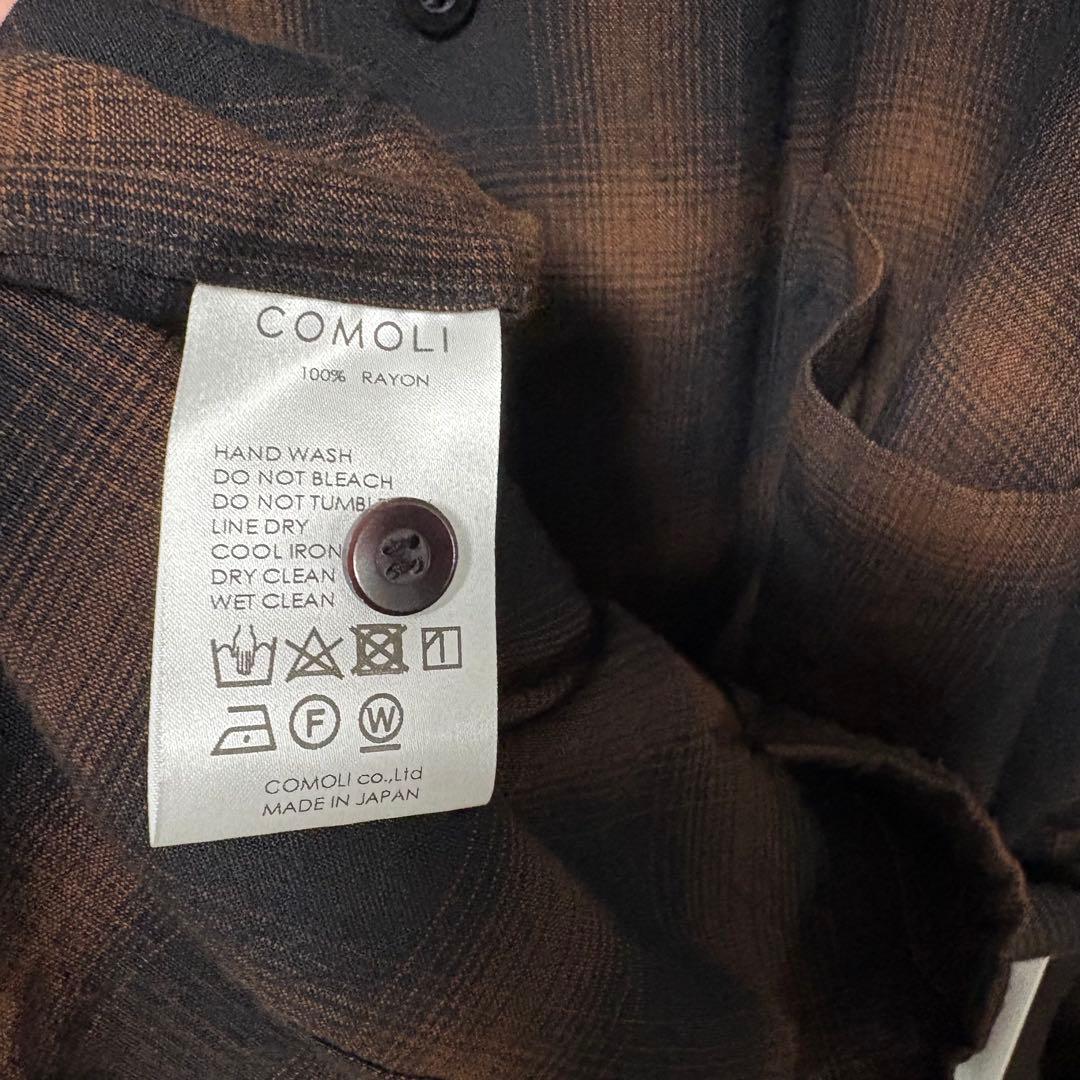 COMOLI
100% RAYON
HAND WASH
DO NOT BLEACH
DO NOT TUMBLE
LINE DRY
COOL IRON
DRY CLEAN
WET CLEAN
F W
COMOLI co.,Ltd
MADE IN JAPAN